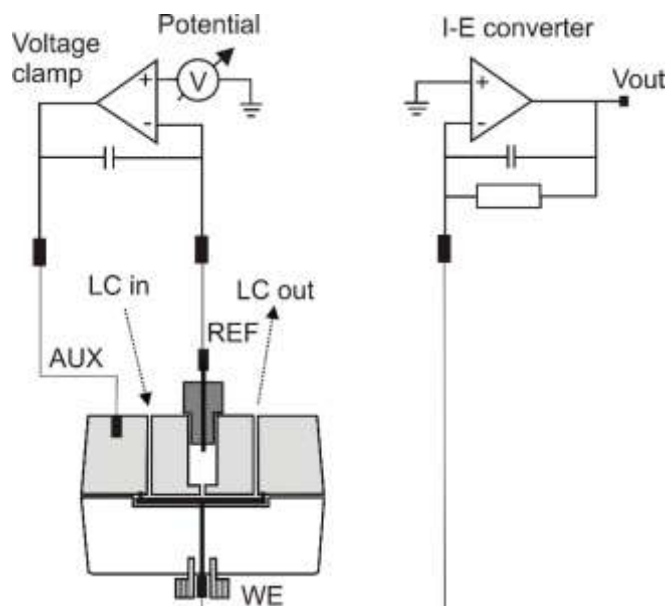 Potential
Voltage
clamp
+
V
-
I-E converter
+
-
Vout
LC in
LC out
REF
AUX
WE